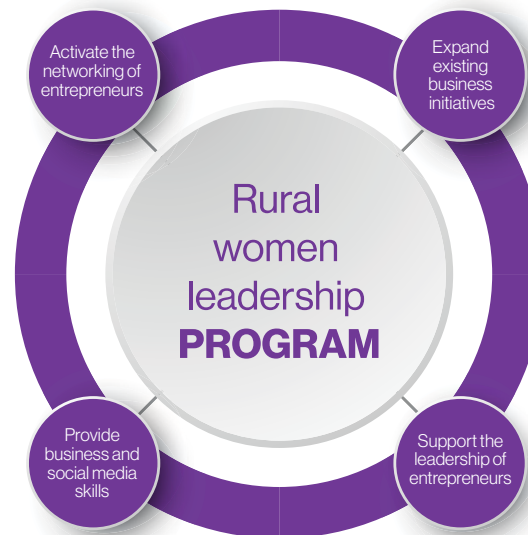 Activate the
networking of
entrepreneurs
Expand
existing
business
initiatives
Rural
women
leadership
PROGRAM
Provide
business and
social media
skills
Support the
leadership of
entrepreneurs